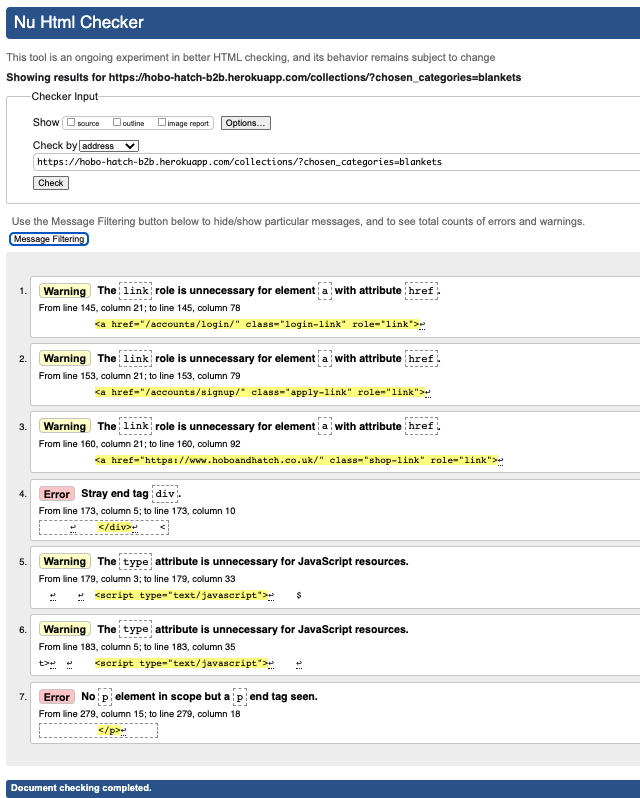 Nu Html Checker
This tool is an ongoing experiment in better HTML checking, and its behavior remains subject to change
Showing results for https://hobo-hatch-b2b.herokuapp.com/collections/?chosen_categories=blankets
Checker Input
Show source outline image report Options...
Check by address
https://hobo-hatch-b2b.herokuapp.com/collections/?chosen_categories=blankets
Check
Use the Message Filtering button below to hide/show particular messages, and to see total counts of errors and warnings.
Message Filtering
1. Warning The link role is unnecessary for element a with attribute href.
From line 145, column 21; to line 145, column 78
<a href="/accounts/login/" class="login-link" role="link">↩
2. Warning The link role is unnecessary for element a with attribute href.
From line 153, column 21; to line 153, column 79
<a href="/accounts/signup/" class="apply-link" role="link">↩
3. Warning The link role is unnecessary for element a with attribute href.
From line 160, column 21; to line 160, column 92
<a href="https://www.hoboandhatch.co.uk/" class="shop-link" role="link">↩
4. Error Stray end tag div.
From line 173, column 5; to line 173, column 10
↩ </div>↩ <
5. Warning The type attribute is unnecessary for JavaScript resources.
From line 179, column 3; to line 179, column 33
↩ ↩ <script type="text/javascript">↩ $
6. Warning The type attribute is unnecessary for JavaScript resources.
From line 183, column 5; to line 183, column 35
t>↩ ↩ <script type="text/javascript">↩ ↩
7. Error No p element in scope but a p end tag seen.
From line 279, column 15; to line 279, column 18
</p>↩
Document checking completed.